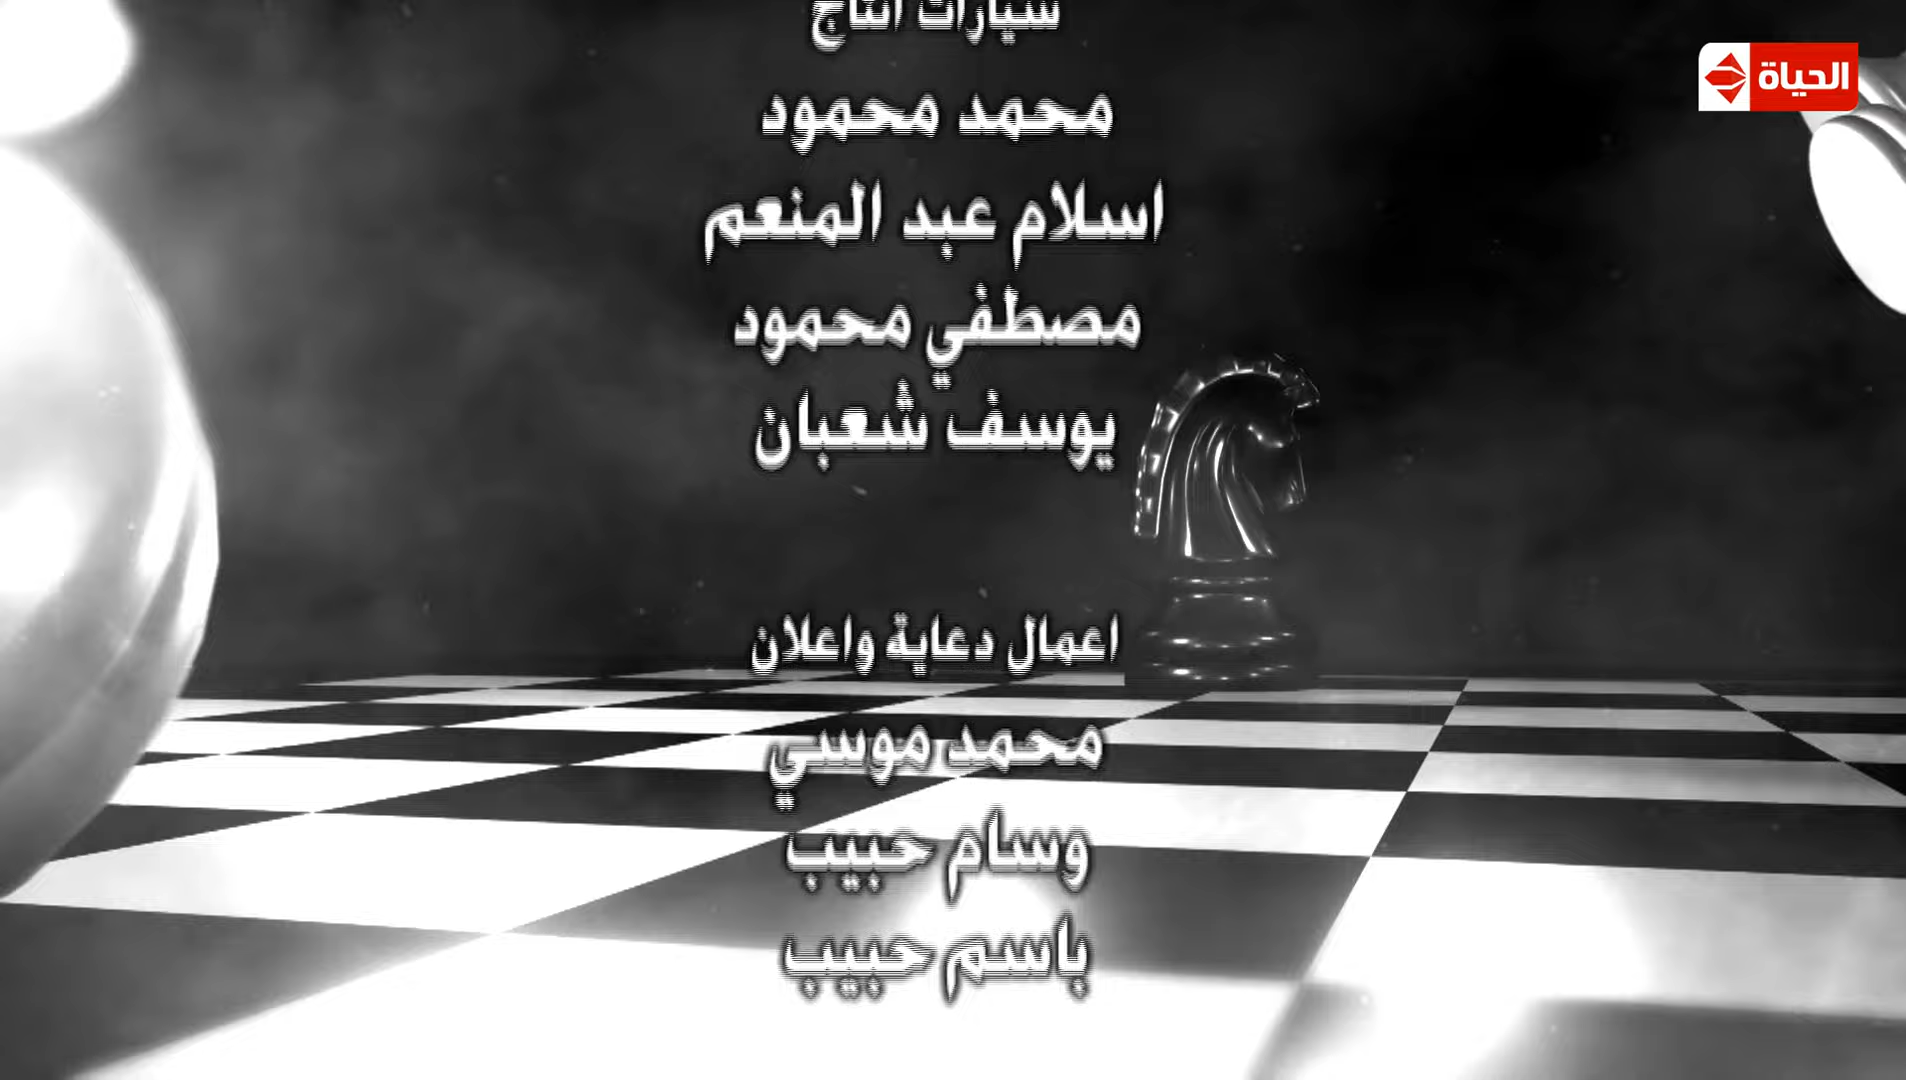 سيارات انتاج
محمد محمود
اسلام عبد المنعم
مصطفي محمود
يوسف شعبان
اعمال دعاية واعلان
محمد موسي
وسام حبيب
باسم حبيب
الحياة